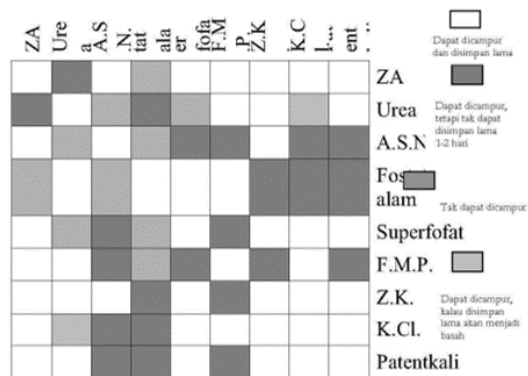 ZA
Ure
a
A.S
.N.
tat
ala
er
fofa
F.M
P.
Z.K
K.C
l.
ent
Dapat dicampur
dan disimpan lama
ZA
Urea
Dapat dicampur,
tetapi tak dapat
disimpan lama
1-2 hari
A.S.N
Fos
alam
Tak dapat dicampur
Superfofat
F.M.P.
Z.K.
Dapat dicampur,
kalau disimpan
lama akan menjadi
basah
K.Cl.
Patentkali